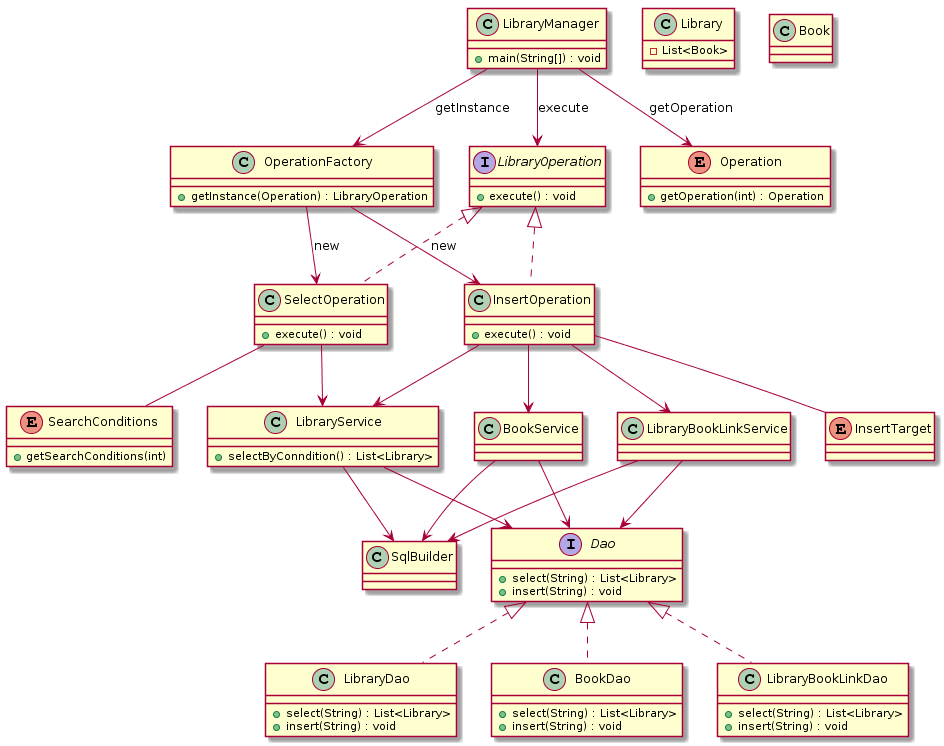 C LibraryManager
main(String[]) : void
C Library
List<Book>
C Book
getInstance
execute
getOperation
C OperationFactory
getInstance(Operation) : LibraryOperation
I LibraryOperation
execute() : void
E Operation
getOperation(int) : Operation
new
new
C SelectOperation
execute() : void
C InsertOperation
execute() : void
E SearchConditions
getSearchConditions(int)
C LibraryService
selectByConndition() : List<Library>
C BookService
C LibraryBookLinkService
E InsertTarget
C SqlBuilder
I Dao
select(String) : List<Library>
insert(String) : void
C LibraryDao
select(String) : List<Library>
insert(String) : void
C BookDao
select(String) : List<Library>
insert(String) : void
C LibraryBookLinkDao
select(String) : List<Library>
insert(String) : void